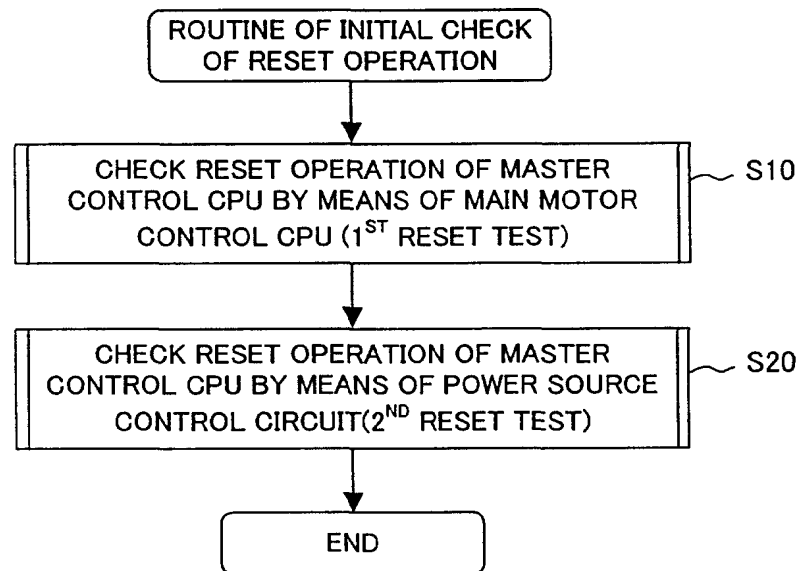 ROUTINE OF INITIAL CHECK
OF RESET OPERATION
CHECK RESET OPERATION OF MASTER
CONTROL CPU BY MEANS OF MAIN MOTOR
CONTROL CPU (1ST RESET TEST)
S10
CHECK RESET OPERATION OF MASTER
CONTROL CPU BY MEANS OF POWER SOURCE
CONTROL CIRCUIT(2ND RESET TEST)
S20
END